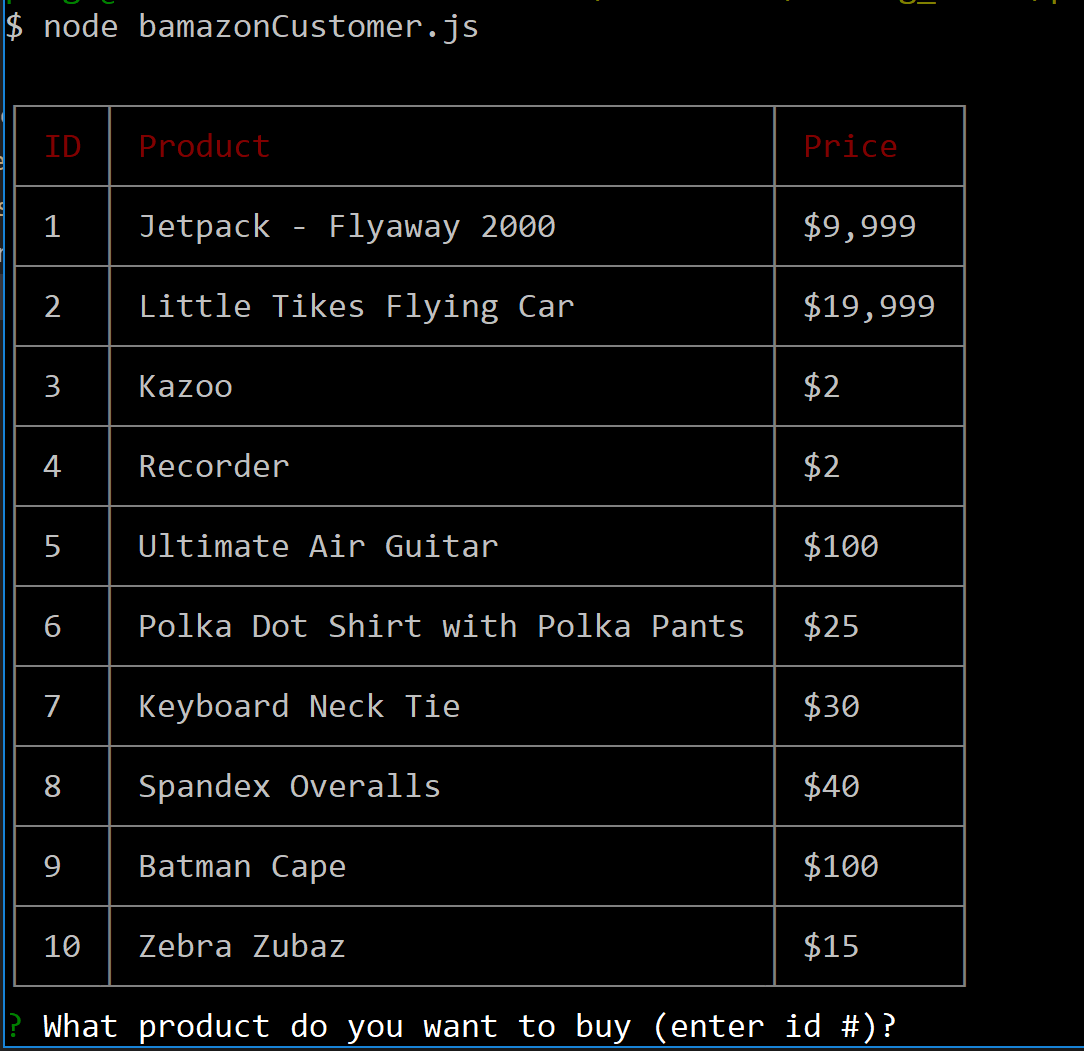 $ node bamazonCustomer.js
ID Product Price
1 Jetpack - Flyaway 2000 $9,999
2 Little Tikes Flying Car $19,999
3 Kazoo $2
4 Recorder $2
5 Ultimate Air Guitar $100
6 Polka Dot Shirt with Polka Pants $25
7 Keyboard Neck Tie $30
8 Spandex Overalls $40
9 Batman Cape $100
10 Zebra Zubaz $15
? What product do you want to buy (enter id #)?